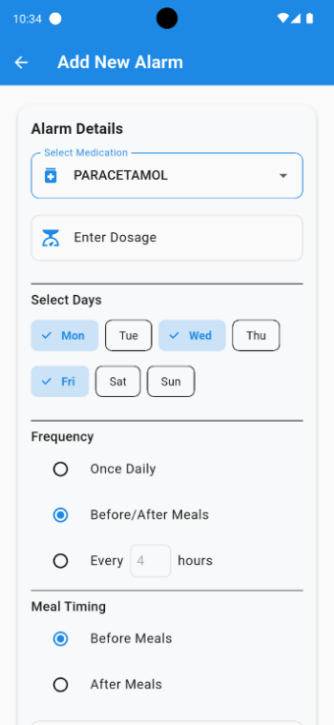 10:34
Add New Alarm
Alarm Details
Select Medication
PARACETAMOL
Enter Dosage
Select Days
Mon Tue Wed Thu
Fri Sat Sun
Frequency
Once Daily
Before/After Meals
Every 4 hours
Meal Timing
Before Meals
After Meals